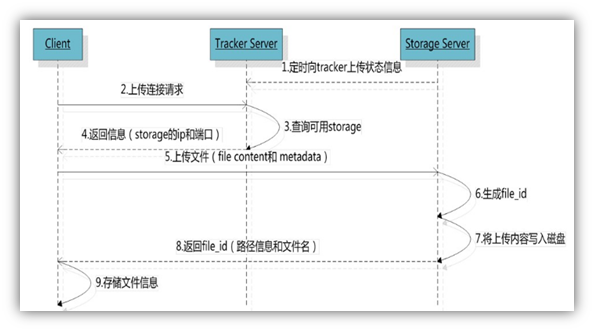 Client
Tracker Server
Storage Server
1.定时向tracker上传状态信息
2.上传连接请求
3.查询可用storage
4.返回信息（storage的ip和端口）
5.上传文件（file content和 metadata）
6.生成file_id
7.将上传内容写入磁盘
8.返回file_id（路径信息和文件名）
9.存储文件信息